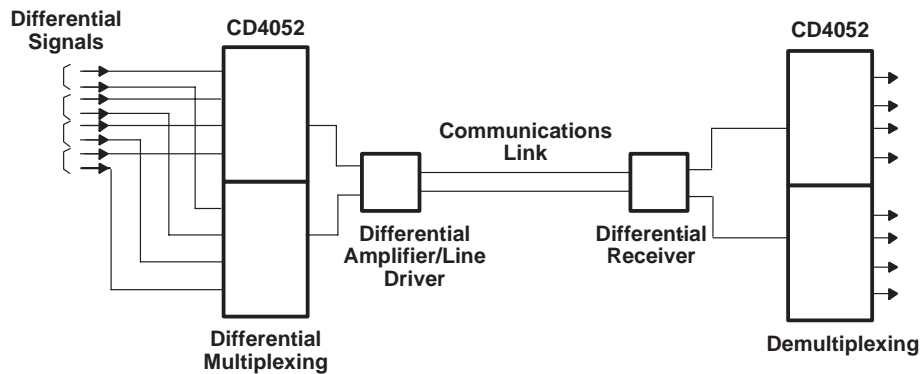 Differential
Signals
CD4052
CD4052
Communications
Link
Differential
Amplifier/Line
Driver
Differential
Receiver
Differential
Multiplexing
Demultiplexing